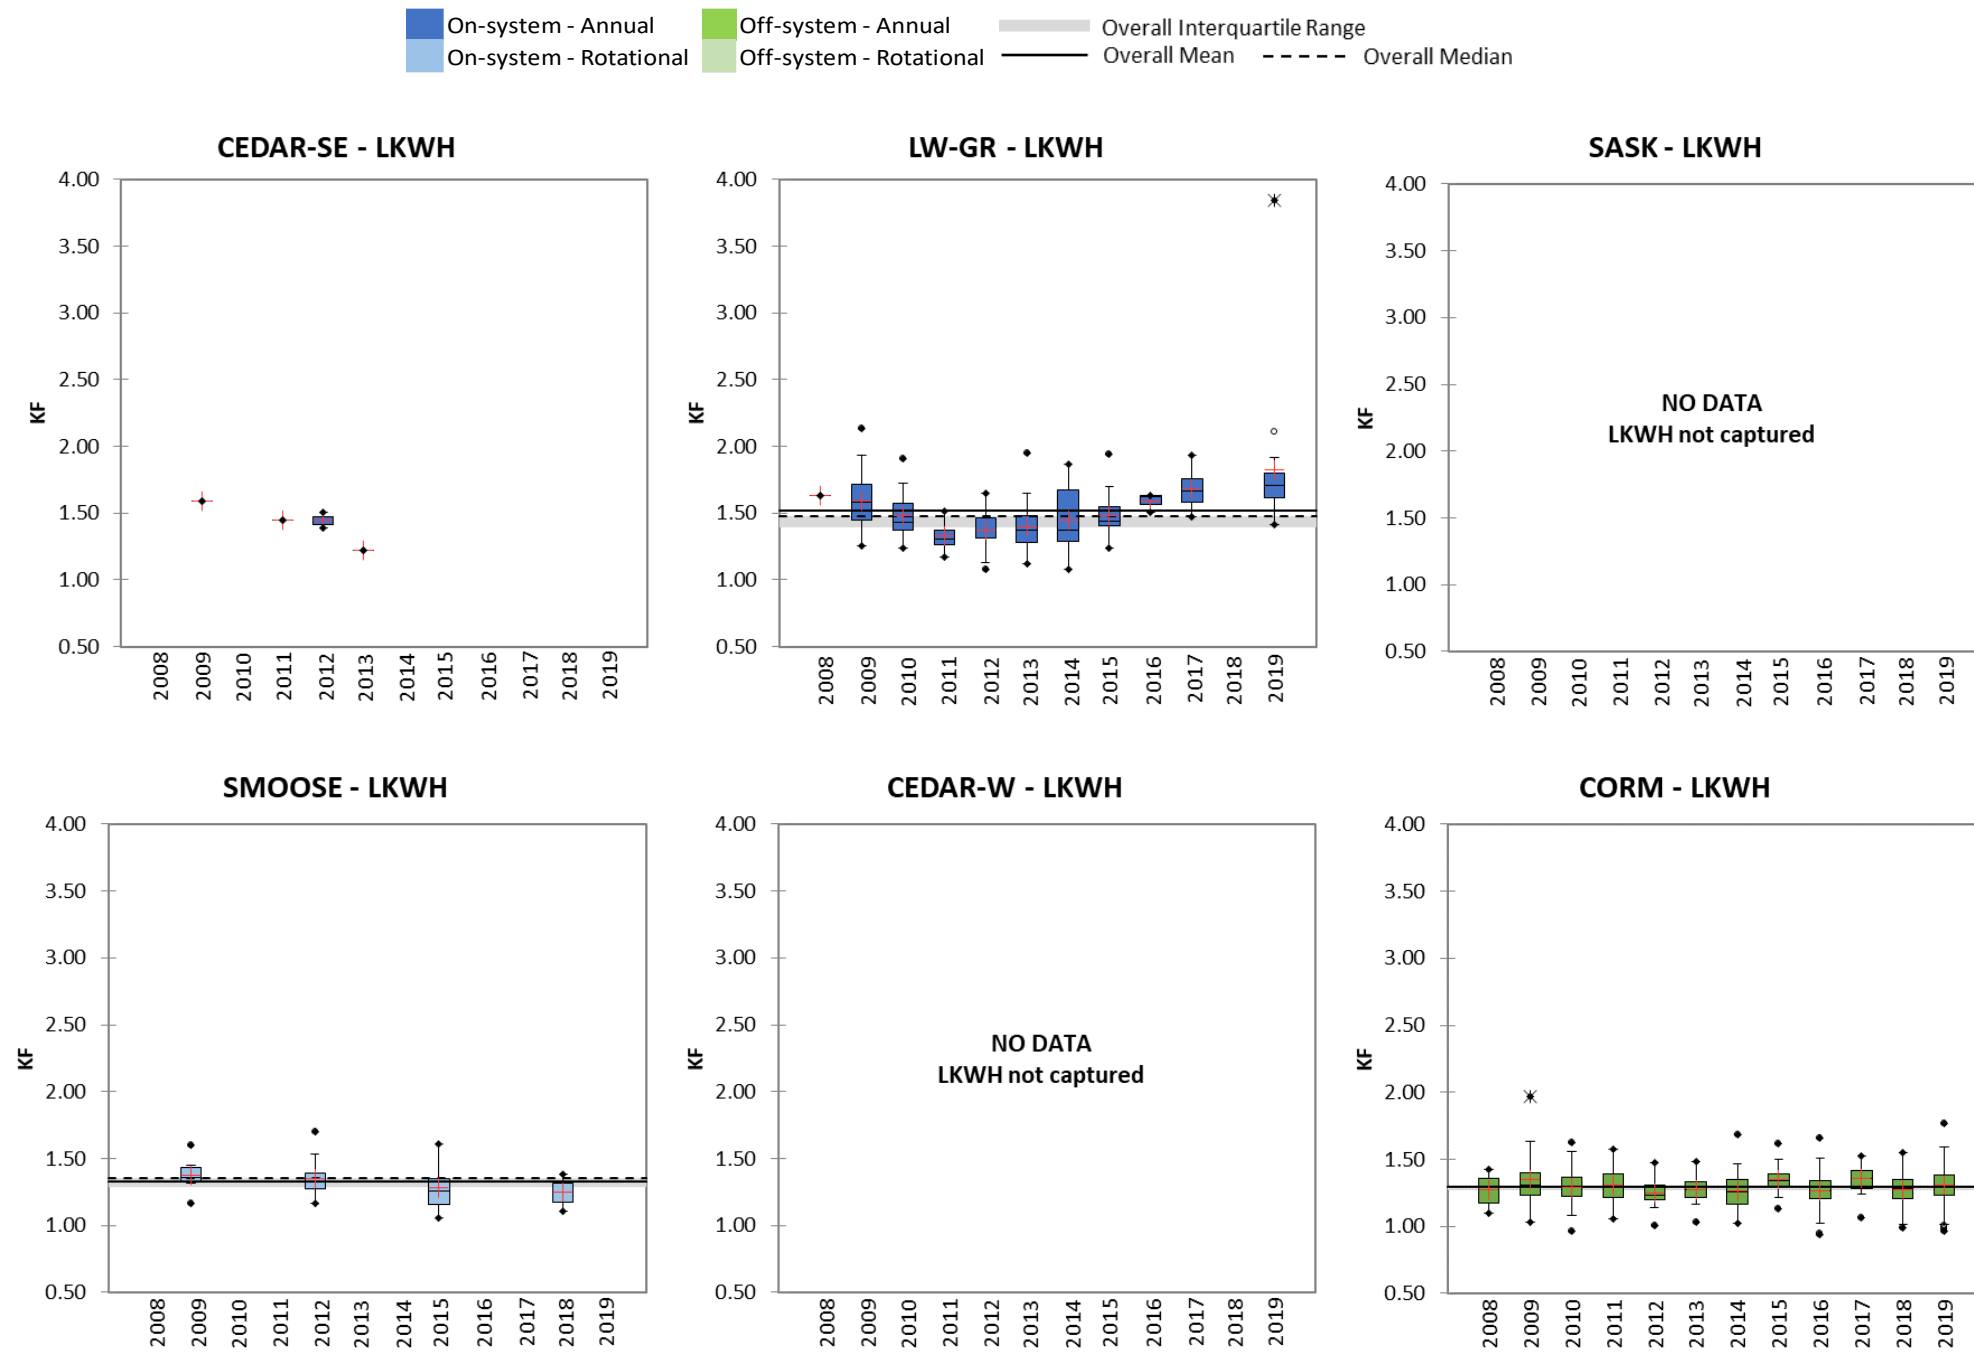 On-system - Annual
Off-system - Annual
Overall Interquartile Range
On-system - Rotational
Off-system - Rotational
Overall Mean
Overall Median
CEDAR-SE - LKWH
4.00
3.50
3.00
2.50
2.00
1.50
1.00
0.50
KF
2008 2009 2010 2011 2012 2013 2014 2015 2016 2017 2018 2019
LW-GR - LKWH
4.00
3.50
3.00
2.50
2.00
1.50
1.00
0.50
KF
2008 2009 2010 2011 2012 2013 2014 2015 2016 2017 2018 2019
SASK - LKWH
4.00
3.50
3.00
2.50
2.00
1.50
1.00
0.50
KF
NO DATA
LKWH not captured
2008 2009 2010 2011 2012 2013 2014 2015 2016 2017 2018 2019
SMOOSE - LKWH
4.00
3.50
3.00
2.50
2.00
1.50
1.00
0.50
KF
2008 2009 2010 2011 2012 2013 2014 2015 2016 2017 2018 2019
CEDAR-W - LKWH
4.00
3.50
3.00
2.50
2.00
1.50
1.00
0.50
KF
NO DATA
LKWH not captured
2008 2009 2010 2011 2012 2013 2014 2015 2016 2017 2018 2019
CORM - LKWH
4.00
3.50
3.00
2.50
2.00
1.50
1.00
0.50
KF
2008 2009 2010 2011 2012 2013 2014 2015 2016 2017 2018 2019